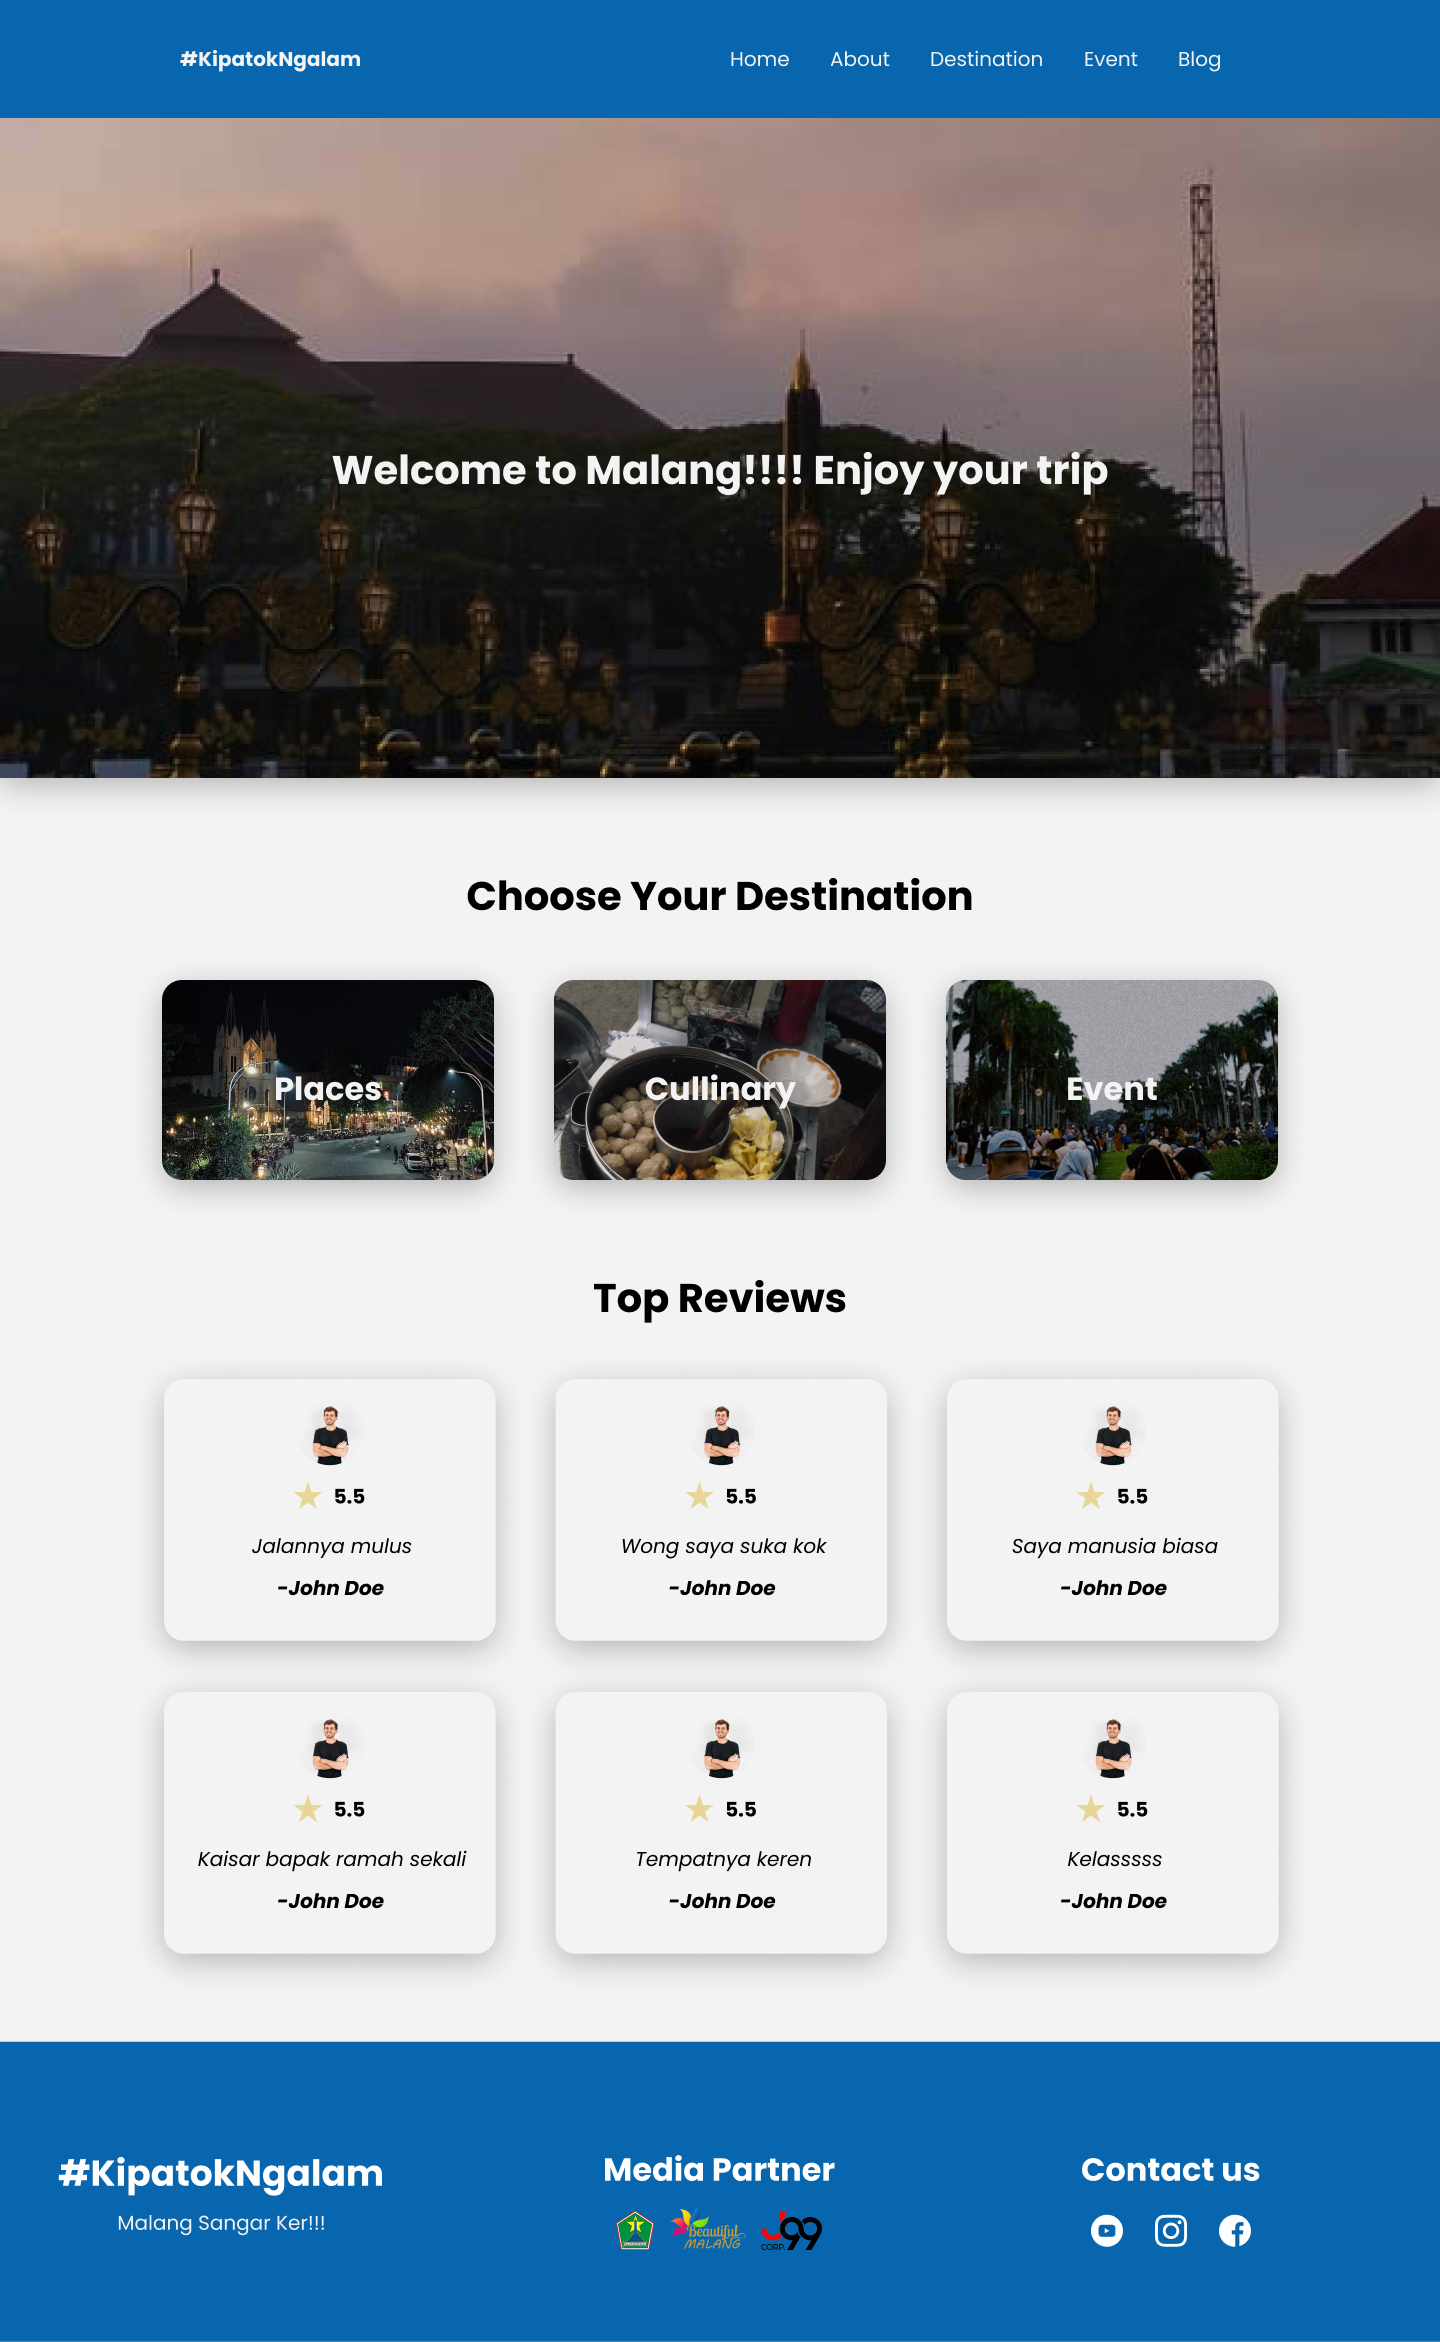 #KipatokNgalam
Home About Destination Event Blog
Welcome to Malang!!!! Enjoy your trip
Choose Your Destination
Places
Cullinary
Event
Top Reviews
5.5
Jalannya mulus
-John Doe
5.5
Wong saya suka kok
-John Doe
5.5
Saya manusia biasa
-John Doe
5.5
Kaisar bapak ramah sekali
-John Doe
5.5
Tempatnya keren
-John Doe
5.5
Kelasssss
-John Doe
#KipatokNgalam
Malang Sangar Ker!!!
Media Partner
Beautiful
MALANG
J99
CORP.
Contact us